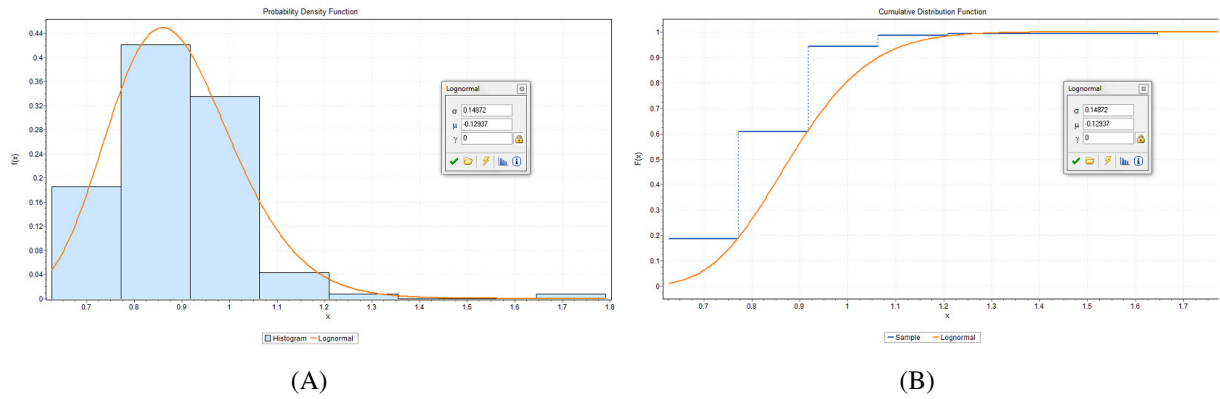 Probability Density Function
0.44
0.4
0.36
0.32
0.28
0.24
0.2
0.16
0.12
0.08
0.04
0
f(x)
0.7 0.8 0.9 1 1.1 1.2 1.3 1.4 1.5 1.6 1.7 1.8
x
Histogram Lognormal
Lognormal
σ 0.14872
μ -0.12937
γ 0
(A)
Cumulative Distribution Function
1
0.9
0.8
0.7
0.6
0.5
0.4
0.3
0.2
0.1
0
F(x)
0.7 0.8 0.9 1 1.1 1.2 1.3 1.4 1.5 1.6 1.7
x
Sample Lognormal
Lognormal
σ 0.14872
μ -0.12937
γ 0
(B)